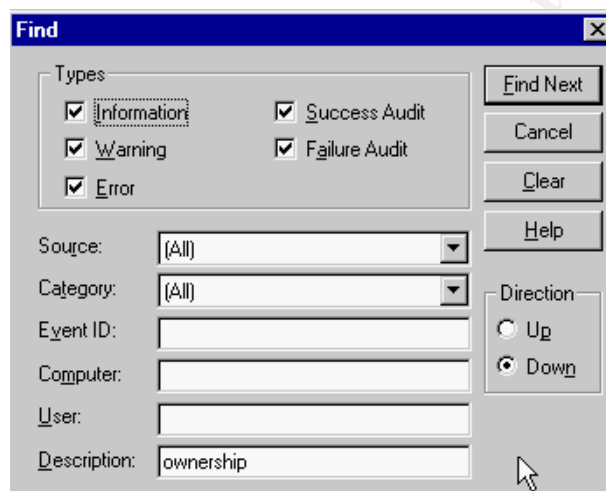 Find
Types
Information
Success Audit
Warning
Failure Audit
Error
Find Next
Cancel
Clear
Help
Source: (All)
Category: (All)
Event ID:
Computer:
User:
Description: ownership
Direction
Up
Down